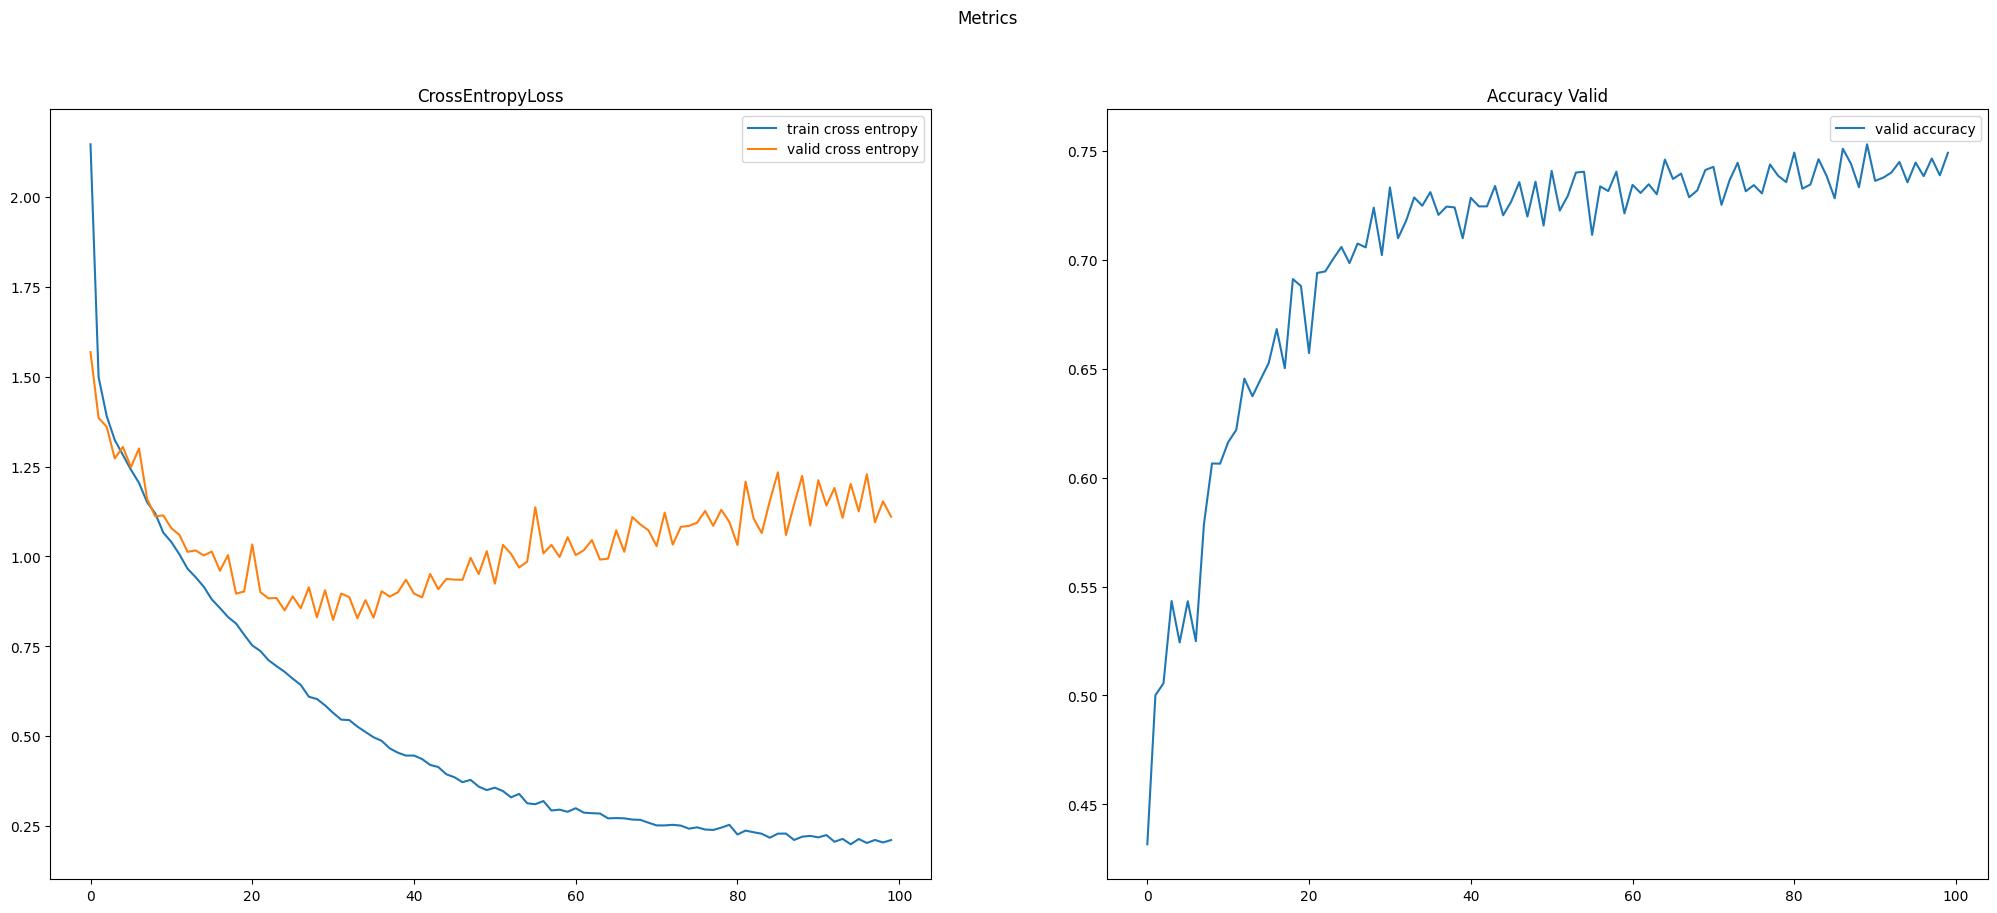 Metrics
CrossEntropyLoss
train cross entropy
valid cross entropy
2.00
1.75
1.50
1.25
1.00
0.75
0.50
0.25
0 20 40 60 80 100
Accuracy Valid
valid accuracy
0.75
0.70
0.65
0.60
0.55
0.50
0.45
0 20 40 60 80 100